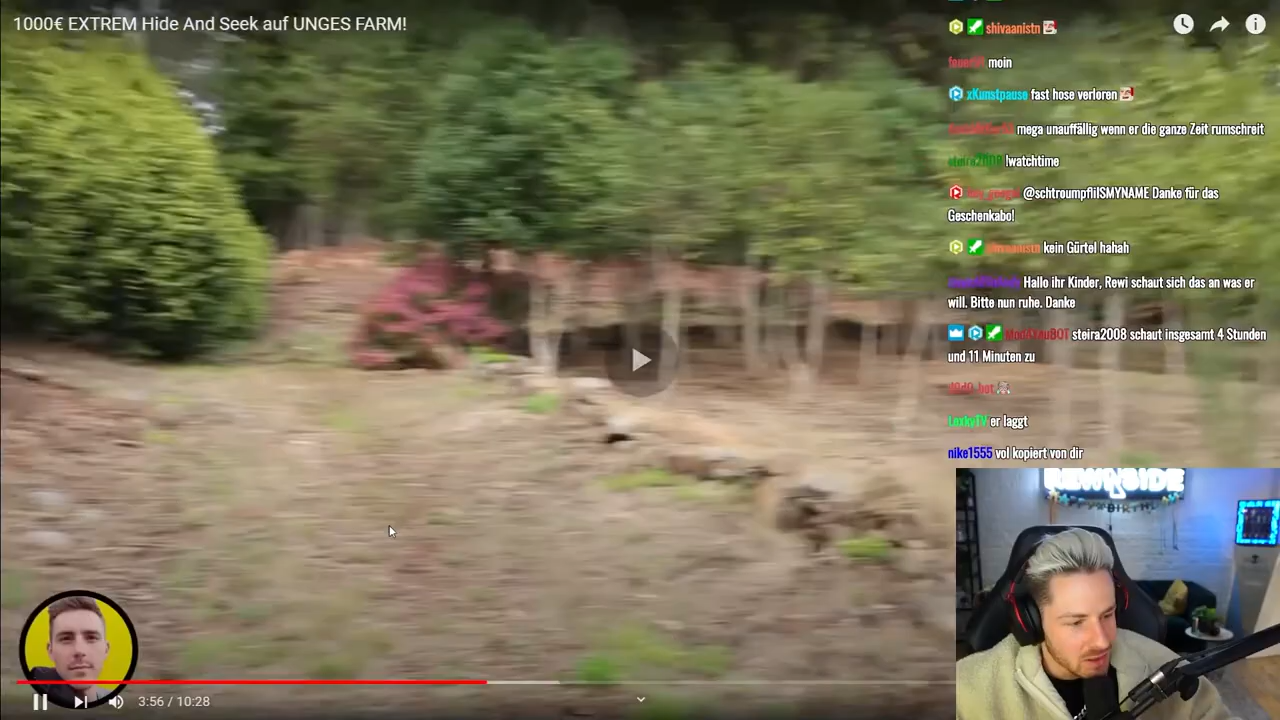 1000€ EXTREM Hide And Seek auf UNGES FARM!
shivaanistn
moin
xKunstpause fast hose verloren
mega unauffällig wenn er die ganze Zeit rumschreit
steira2008 !watchtime
@schtroumpfliISMYNAME Danke für das
Geschenkabo!
shivaanistn kein Gürtel hahah
Hallo ihr Kinder, Rewi schaut sich das an was er
will. Bitte nun ruhe. Danke
steira2008 schaut insgesamt 4 Stunden
und 11 Minuten zu
er laggt
nike1555 vol kopiert von dir
3:56 / 10:28